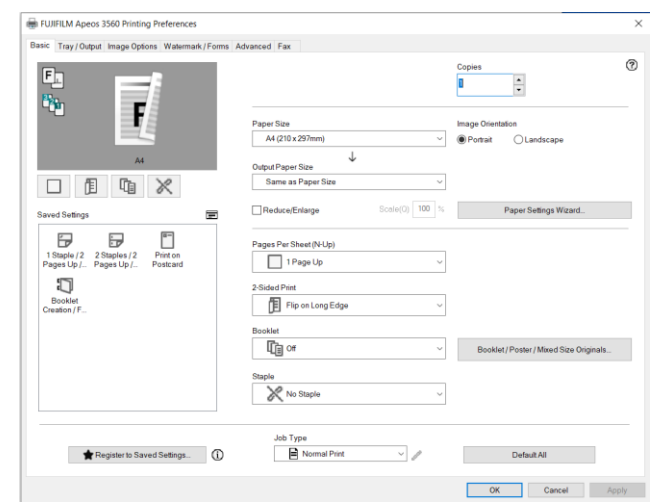 FUJIFILM Apeos 3560 Printing Preferences
Basic Tray / Output Image Options Watermark / Forms Advanced Fax
Copies
1
F
A4
Paper Size
A4 (210 x 297mm)
Image Orientation
Portrait Landscape
Output Paper Size
Same as Paper Size
Reduce/Enlarge Scale(Q) 100 %
Paper Settings Wizard...
Saved Settings
1 Staple / 2 Pages Up /...
2 Staples / 2 Pages Up /...
Print on Postcard
Booklet Creation / F...
Pages Per Sheet (N-Up)
1 Page Up
2-Sided Print
Flip on Long Edge
Booklet
Off
Booklet / Poster / Mixed Size Originals...
Staple
No Staple
Register to Saved Settings...
Job Type
Normal Print
Default All
OK Cancel Apply